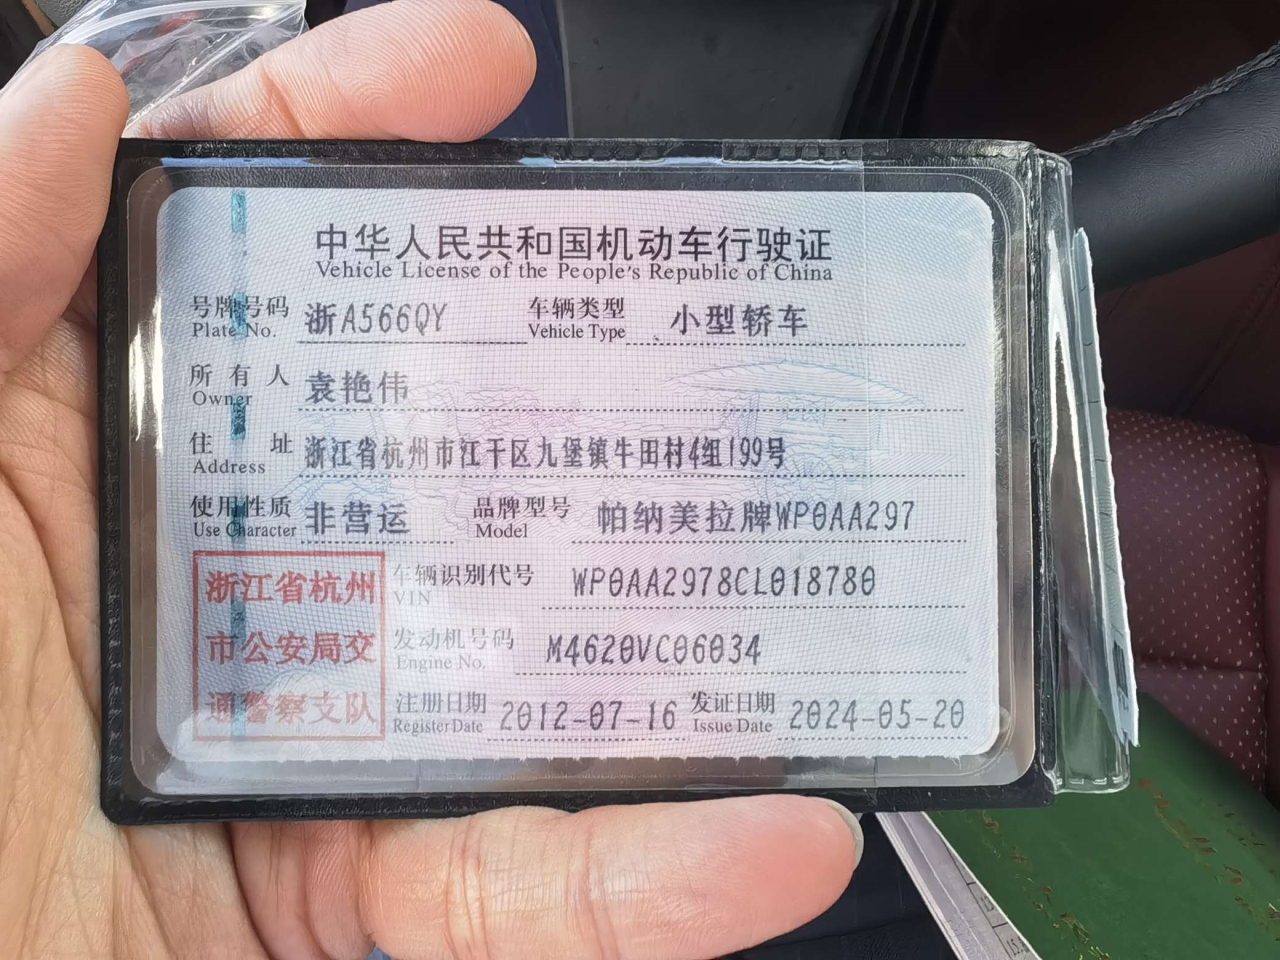 中华人民共和国机动车行驶证
Vehicle License of the People's Republic of China
号牌号码 浙A566QY 车辆类型 小型轿车
Plate No. Vehicle Type
所有人 袁艳伟
Owner
住址 浙江省杭州市江干区九堡镇牛田村4组199号
Address
使用性质 非营运 品牌型号 帕纳美拉牌WP0AA297
Use Character Model
浙江省杭州 车辆识别代号 WP0AA2978CL018780
VIN
市公安局交 发动机号码 M4620VC06034
Engine No.
通警察支队 注册日期 2012-07-16 发证日期 2024-05-20
Register Date Issue Date